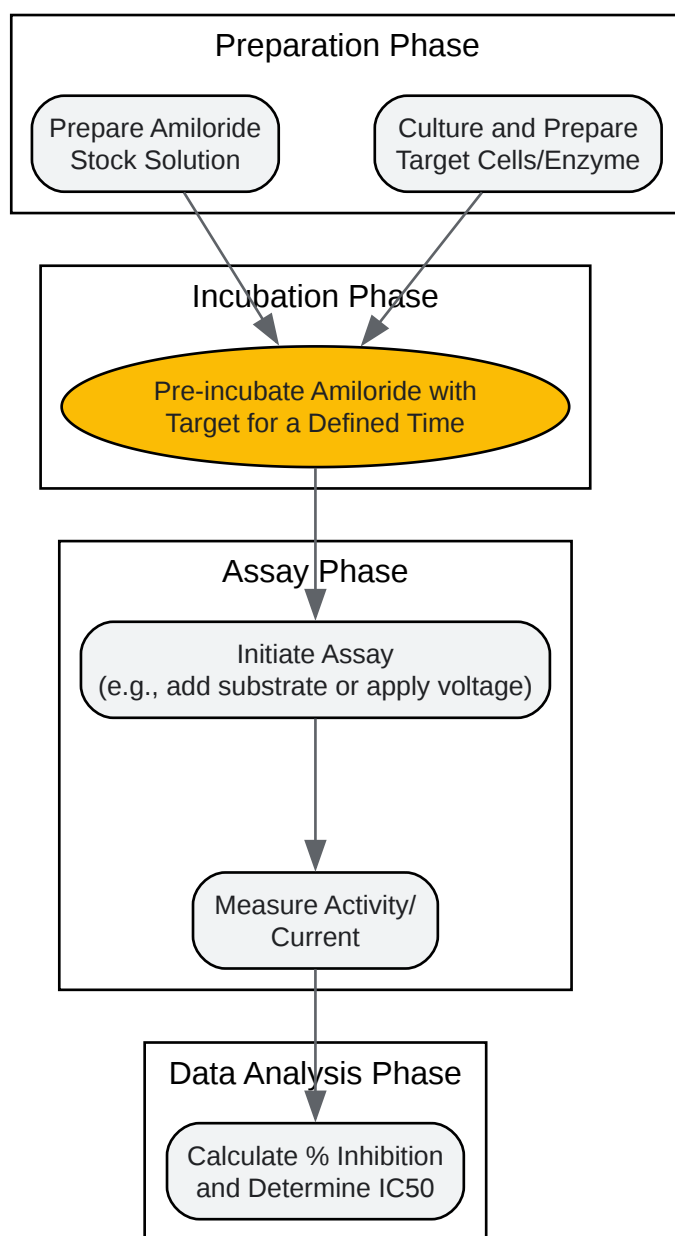 Preparation Phase
Prepare Amiloride
Stock Solution
Culture and Prepare
Target Cells/Enzyme
Incubation Phase
Pre-incubate Amiloride with
Target for a Defined Time
Assay Phase
Initiate Assay
(e.g., add substrate or apply voltage)
Measure Activity/
Current
Data Analysis Phase
Calculate % Inhibition
and Determine IC50